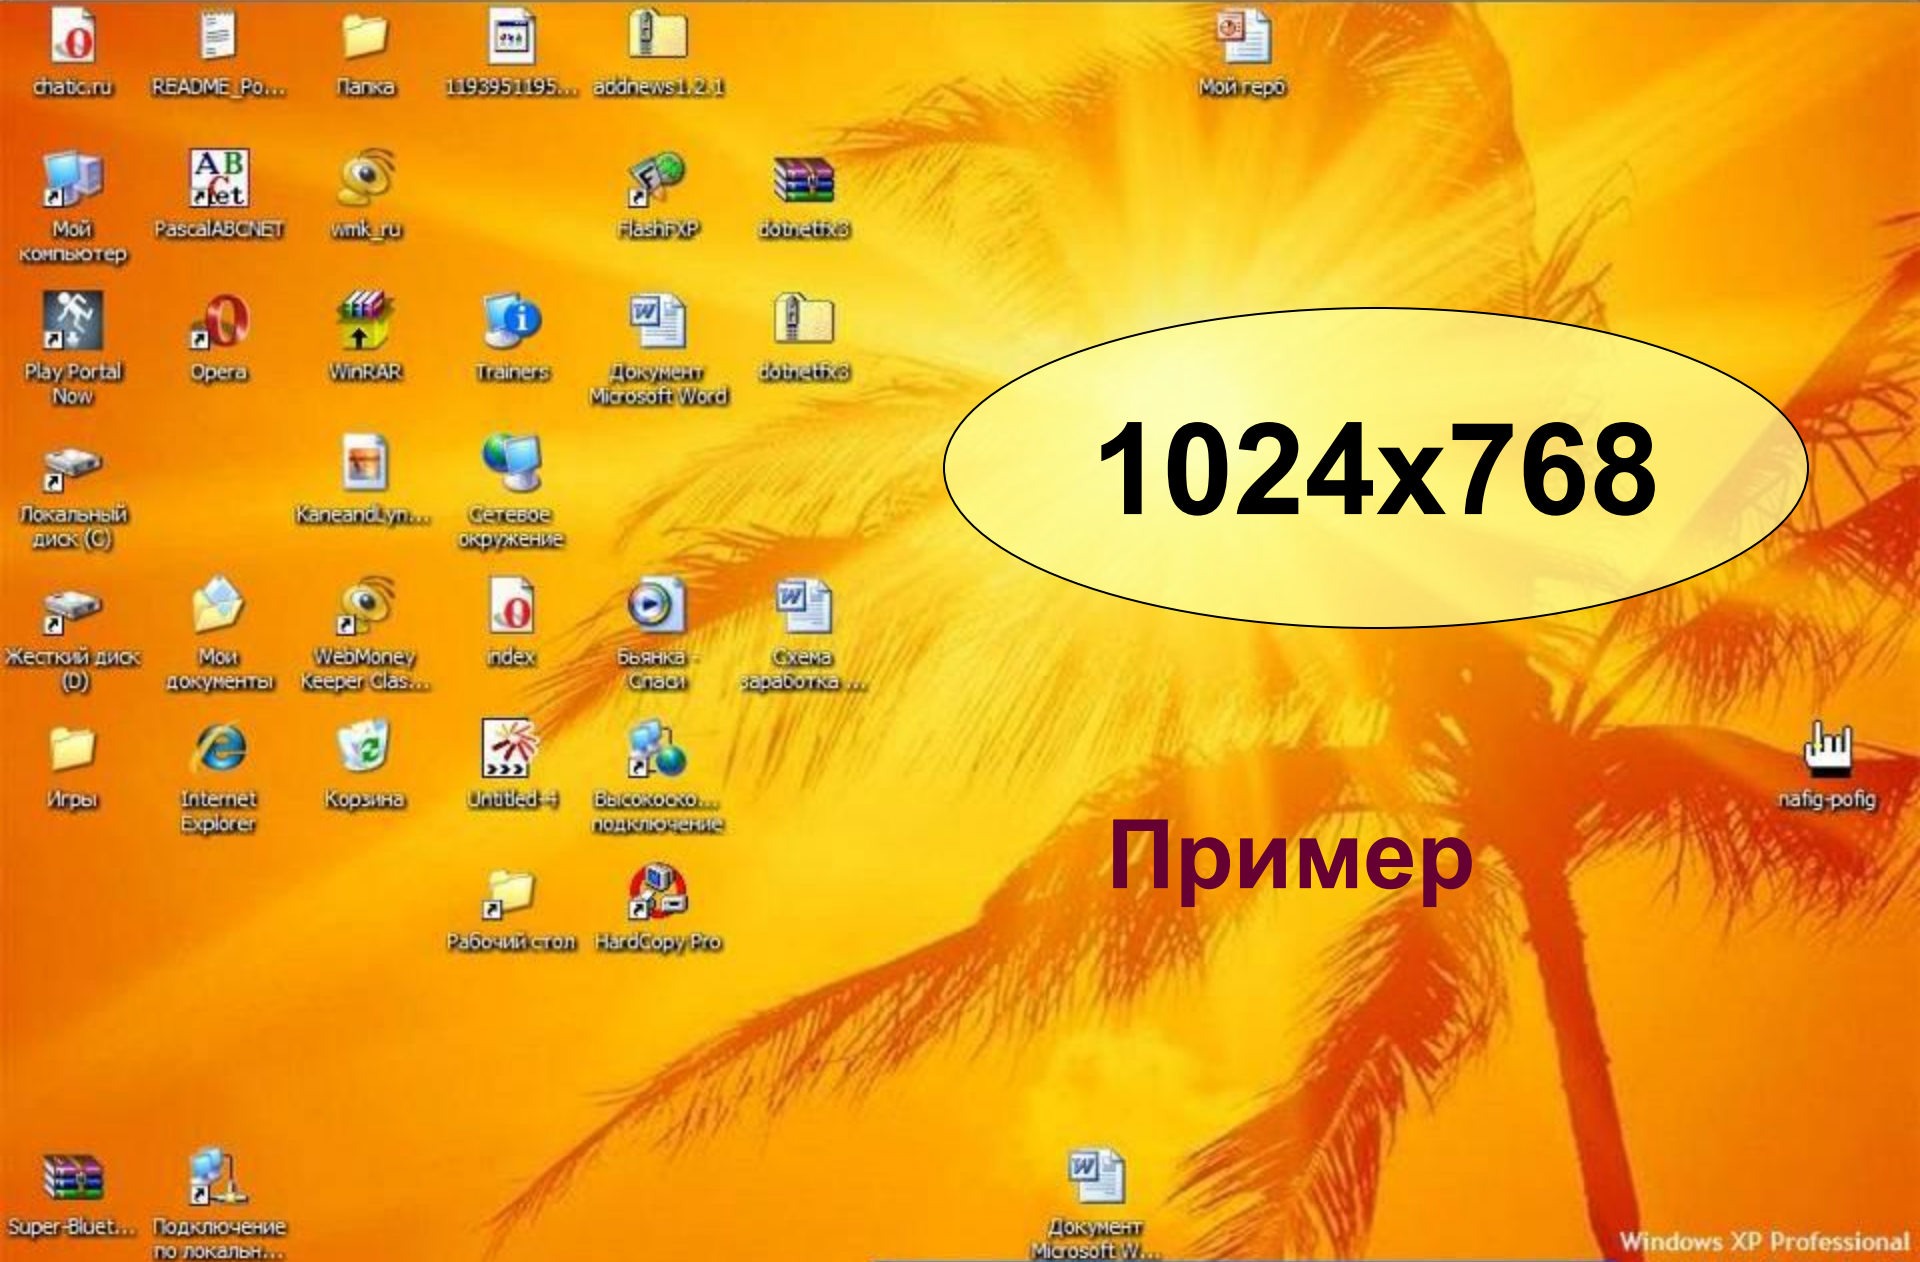 chatic.ru
README_Po...
Папка
1193951195...
addnews1.2.1
Мой герб
Мой
компьютер
PascalABCNET
wmk_ru
FlashFXP
dotnetfx3
Play Portal
Now
Opera
WinRAR
Trainers
Документ
Microsoft Word
dotnetfx3
1024x768
Локальный
диск (C)
KaneandLyn...
Сетевое
окружение
Жесткий диск
(D)
Мои
документы
WebMoney
Keeper Clas...
index
Бьянка -
Спаси
Схема
заработка ...
Игры
Internet
Explorer
Корзина
Untitled-4
Высокоско...
подключение
nafig-pofig
Пример
Рабочий стол
HardCopy Pro
Super-Bluet...
Подключение
по локальн...
Документ
Microsoft W...
Windows XP Professional